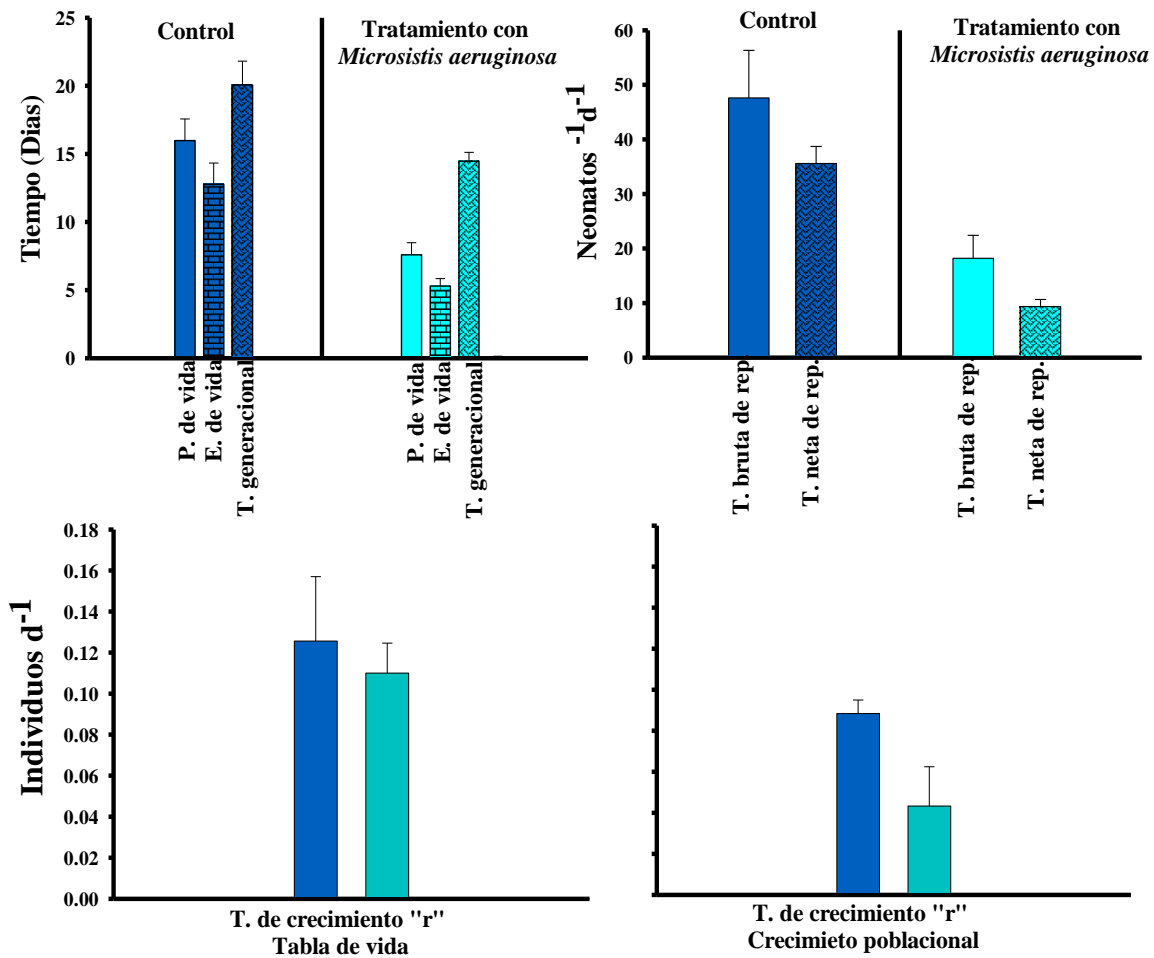 Control
Tratamiento con
Microsistis aeruginosa
Tiempo (Dias)
25
20
15
10
5
0
P. de vida
E. de vida
T. generacional
P. de vida
E. de vida
T. generacional
Control
Tratamiento con
Microsistis aeruginosa
Neonatos -1d-1
60
50
40
30
20
10
0
T. bruta de rep.
T. neta de rep.
T. bruta de rep.
T. neta de rep.
Individuos d-1
0.18
0.16
0.14
0.12
0.10
0.08
0.06
0.04
0.02
0.00
T. de crecimiento "r"
Tabla de vida
T. de crecimiento "r"
Crecimieto poblacional